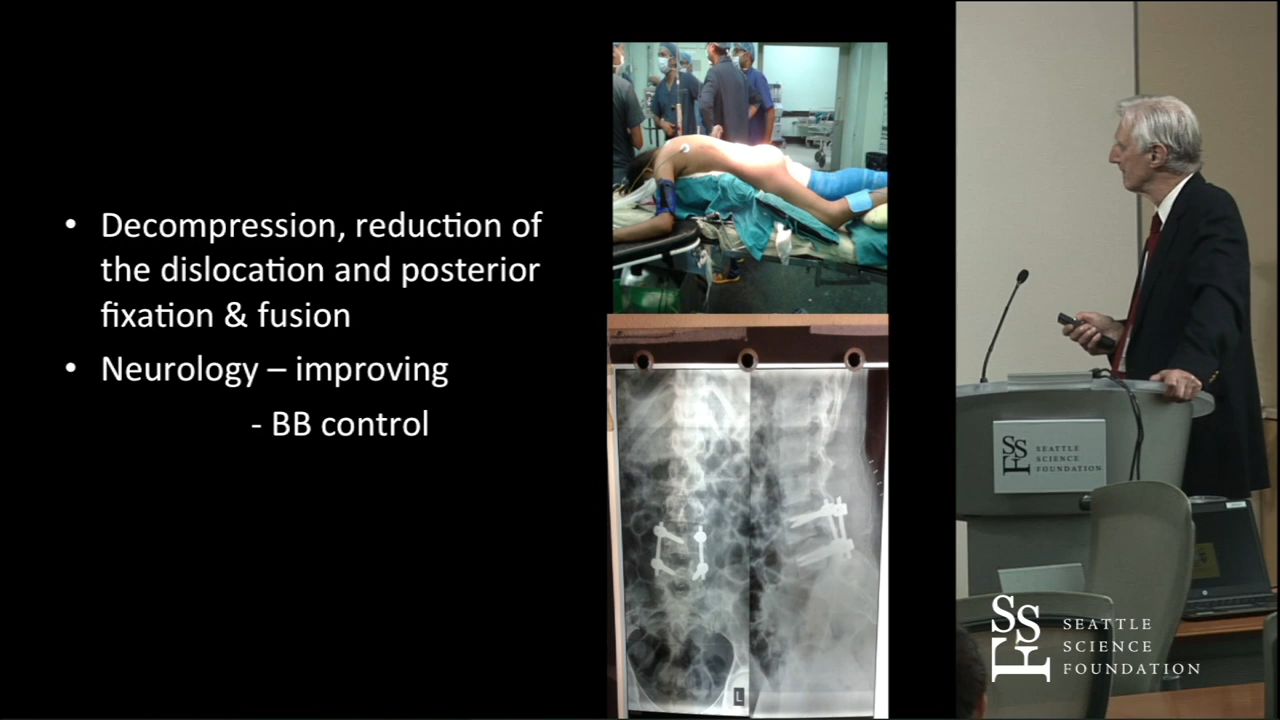 • Decompression, reduction of
the dislocation and posterior
fixation & fusion
• Neurology – improving
- BB control
L
SSF
SEATTLE
SCIENCE
FOUNDATION
SSF
SEATTLE
SCIENCE
FOUNDATION